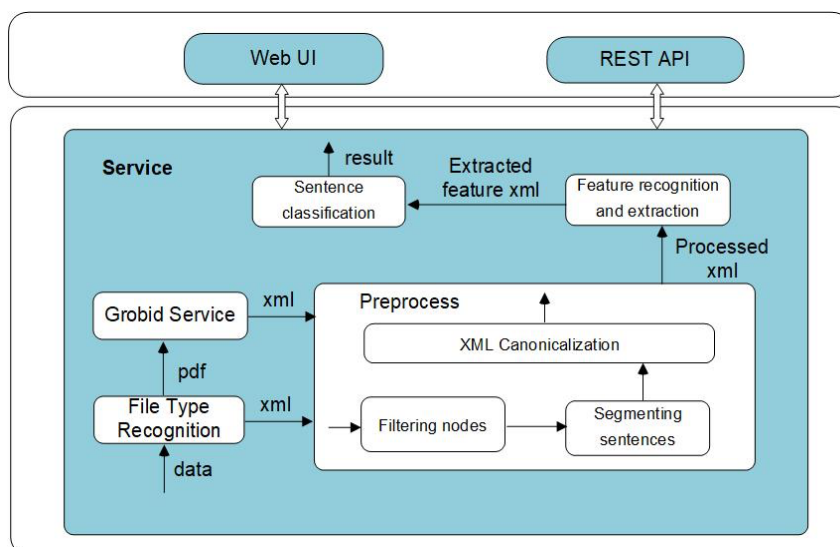 Web UI
REST API
Service
result
Extracted
feature xml
Sentence
classification
Feature recognition
and extraction
Processed
xml
Grobid Service
xml
Preprocess
XML Canonicalization
pdf
File Type
Recognition
xml
Filtering nodes
Segmenting
sentences
data